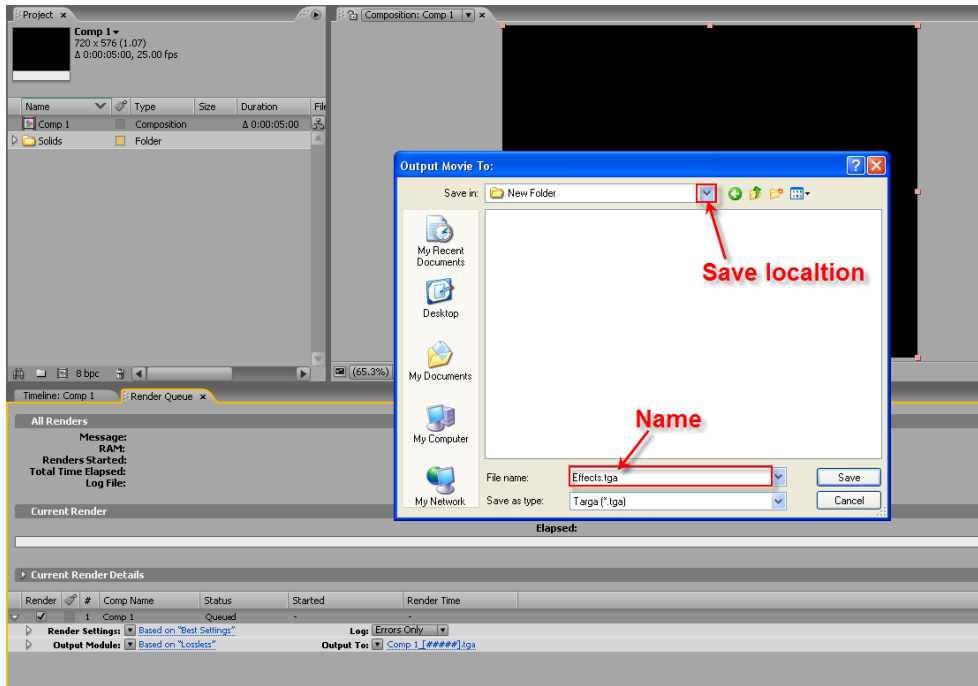 Project ×
Comp 1
720 x 576 (1.07)
Δ 0:00:05:00, 25.00 fps
Name Type Size Duration File
Comp 1 Composition Δ 0:00:05:00
Solids Folder
8 bpc
Composition: Comp 1 ×
(65.3%)
Output Movie To:
Save in: New Folder
My Recent Documents
Desktop
My Documents
My Computer
My Network
Save localtion
Name
File name: Effects.tga Save
Save as type: Targa (*.tga) Cancel
Timeline: Comp 1 Render Queue ×
All Renders
Message:
RAM:
Renders Started:
Total Time Elapsed:
Log File:
Current Render
Elapsed:
Current Render Details
Render # Comp Name Status Started Render Time
1 Comp 1 Queued - -
Render Settings: Based on "Best Settings" Log: Errors Only
Output Module: Based on "Lossless" Output To: Comp 1_[#####].tga